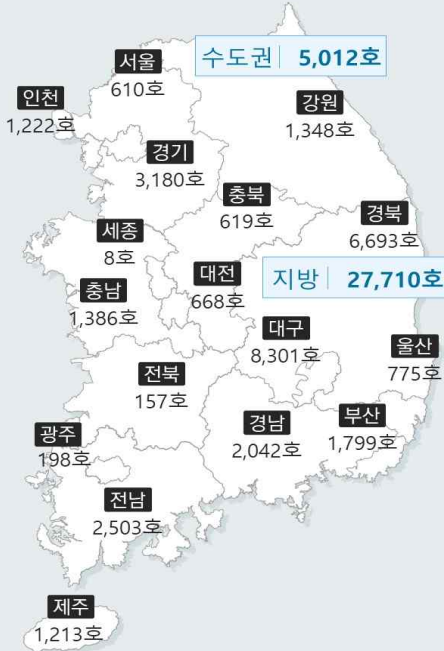 서울
610호
수도권 5,012호
인천
1,222호
강원
1,348호
경기
3,180호
충북
619호
경북
6,693호
세종
8호
대전
668호
지방 27,710호
충남
1,386호
대구
8,301호
울산
775호
전북
157호
경남
2,042호
부산
1,799호
광주
198호
전남
2,503호
제주
1,213호